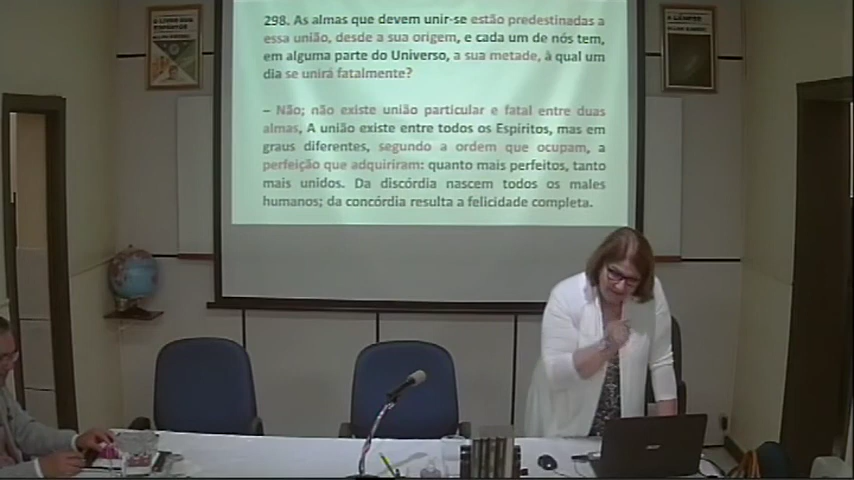 O LIVRO DOS
ESPÍRITOS
298. As almas que devem unir-se estão predestinadas a
essa união, desde a sua origem, e cada um de nós tem,
em alguma parte do Universo, a sua metade, à qual um
dia se unirá fatalmente?
– Não; não existe união particular e fatal entre duas
almas, A união existe entre todos os Espíritos, mas em
graus diferentes, segundo a ordem que ocupam, a
perfeição que adquiriram: quanto mais perfeitos, tanto
mais unidos. Da discórdia nascem todos os males
humanos; da concórdia resulta a felicidade completa.
acer